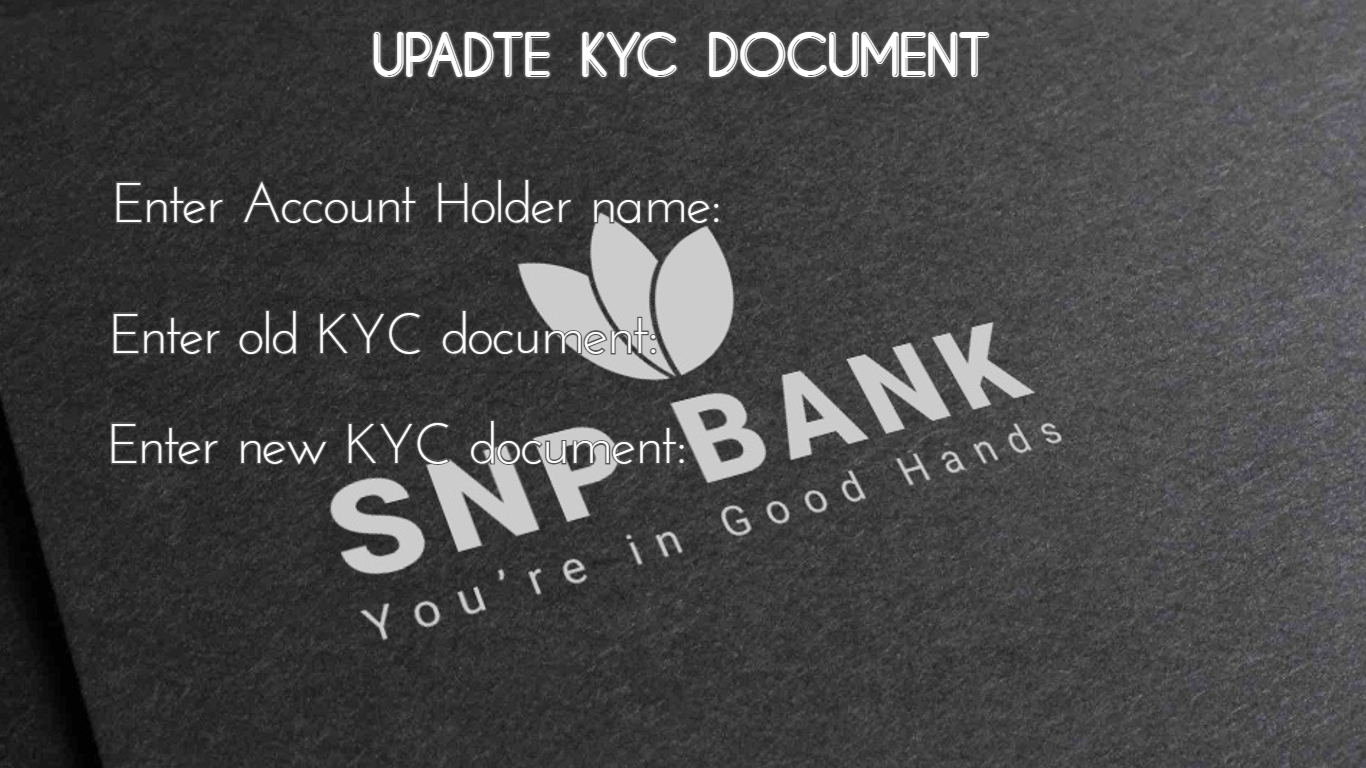 UPADTE KYC DOCUMENT
Enter Account Holder name:
Enter old KYC document:
Enter new KYC document:
SNP BANK
You're in Good Hands